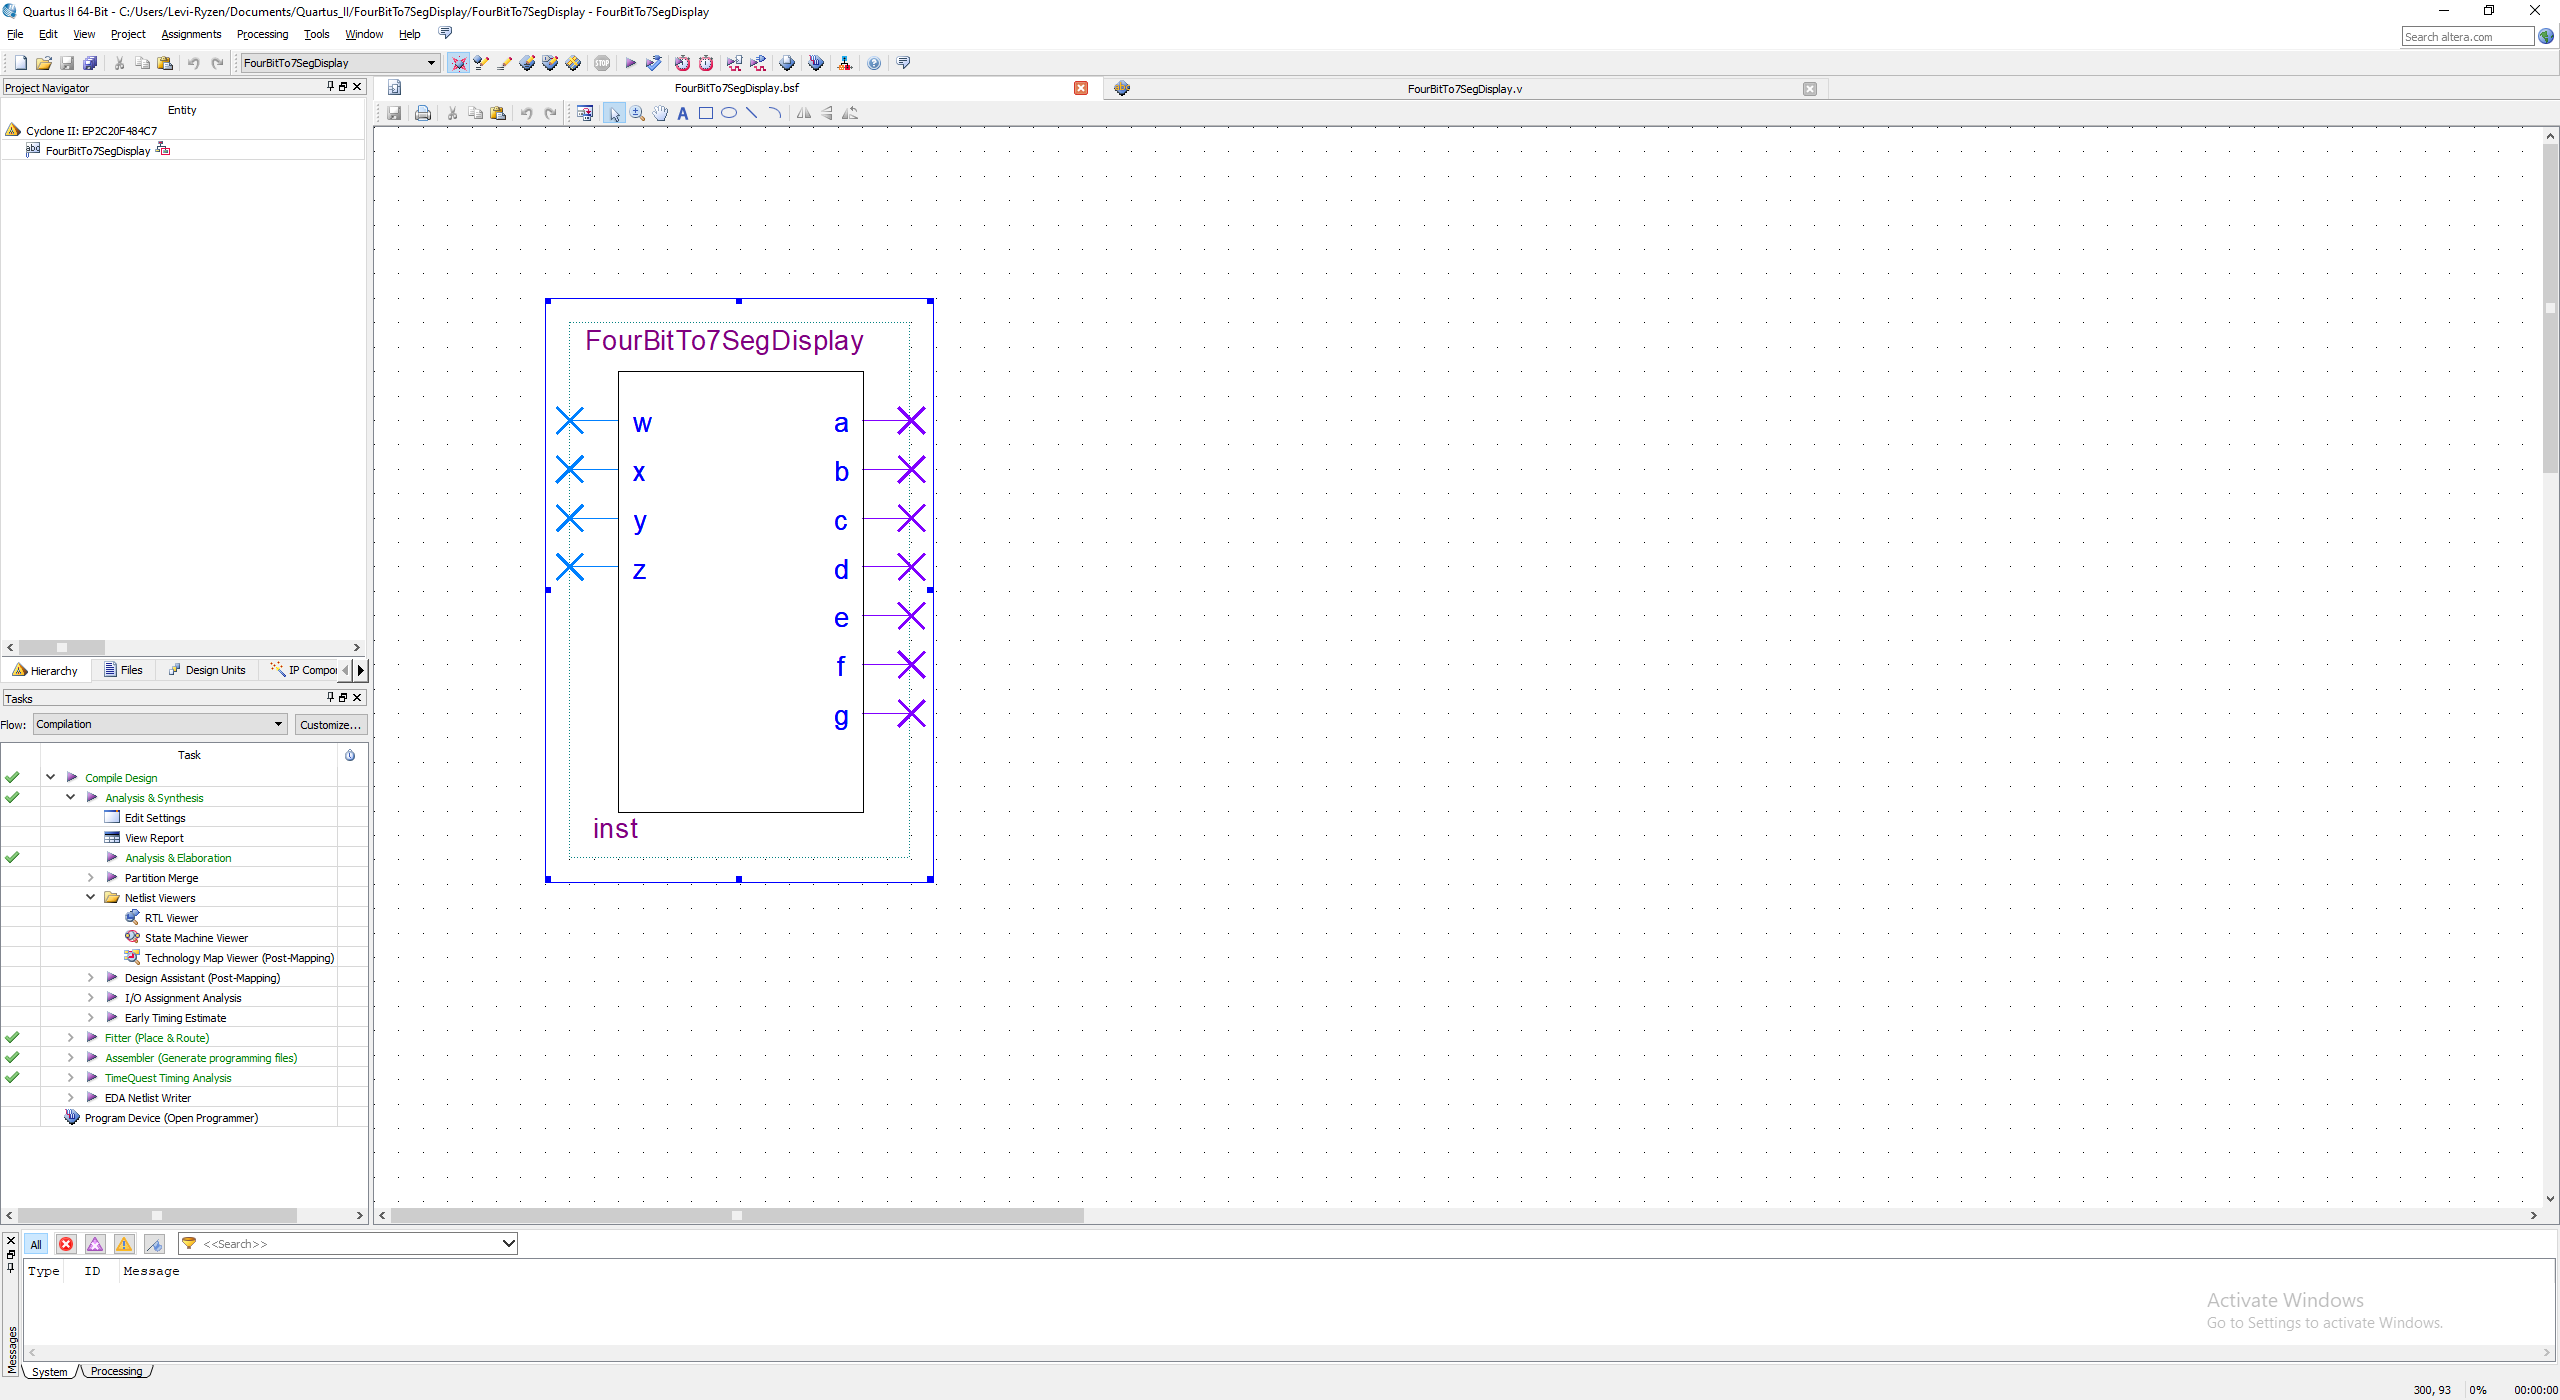 Quartus II 64-Bit - C:/Users/Levi-Ryzen/Documents/Quartus_II/FourBitTo7SegDisplay/FourBitTo7SegDisplay - FourBitTo7SegDisplay
File Edit View Project Assignments Processing Tools Window Help
Search altera.com
FourBitTo7SegDisplay
STOP
Project Navigator
FourBitTo7SegDisplay.bsf
FourBitTo7SegDisplay.v
Entity
A
Cyclone II: EP2C20F484C7
abc FourBitTo7SegDisplay
FourBitTo7SegDisplay
w a
x b
y c
z d
e
f
g
inst
Hierarchy Files Design Units IP Compor
Tasks
Flow: Compilation Customize...
Task
Compile Design
Analysis & Synthesis
Edit Settings
View Report
Analysis & Elaboration
Partition Merge
Netlist Viewers
RTL Viewer
State Machine Viewer
Technology Map Viewer (Post-Mapping)
Design Assistant (Post-Mapping)
I/O Assignment Analysis
Early Timing Estimate
Fitter (Place & Route)
Assembler (Generate programming files)
TimeQuest Timing Analysis
EDA Netlist Writer
Program Device (Open Programmer)
All <<Search>>
Type ID Message
Activate Windows
Go to Settings to activate Windows.
Messages
System Processing
300, 93 0% 00:00:00